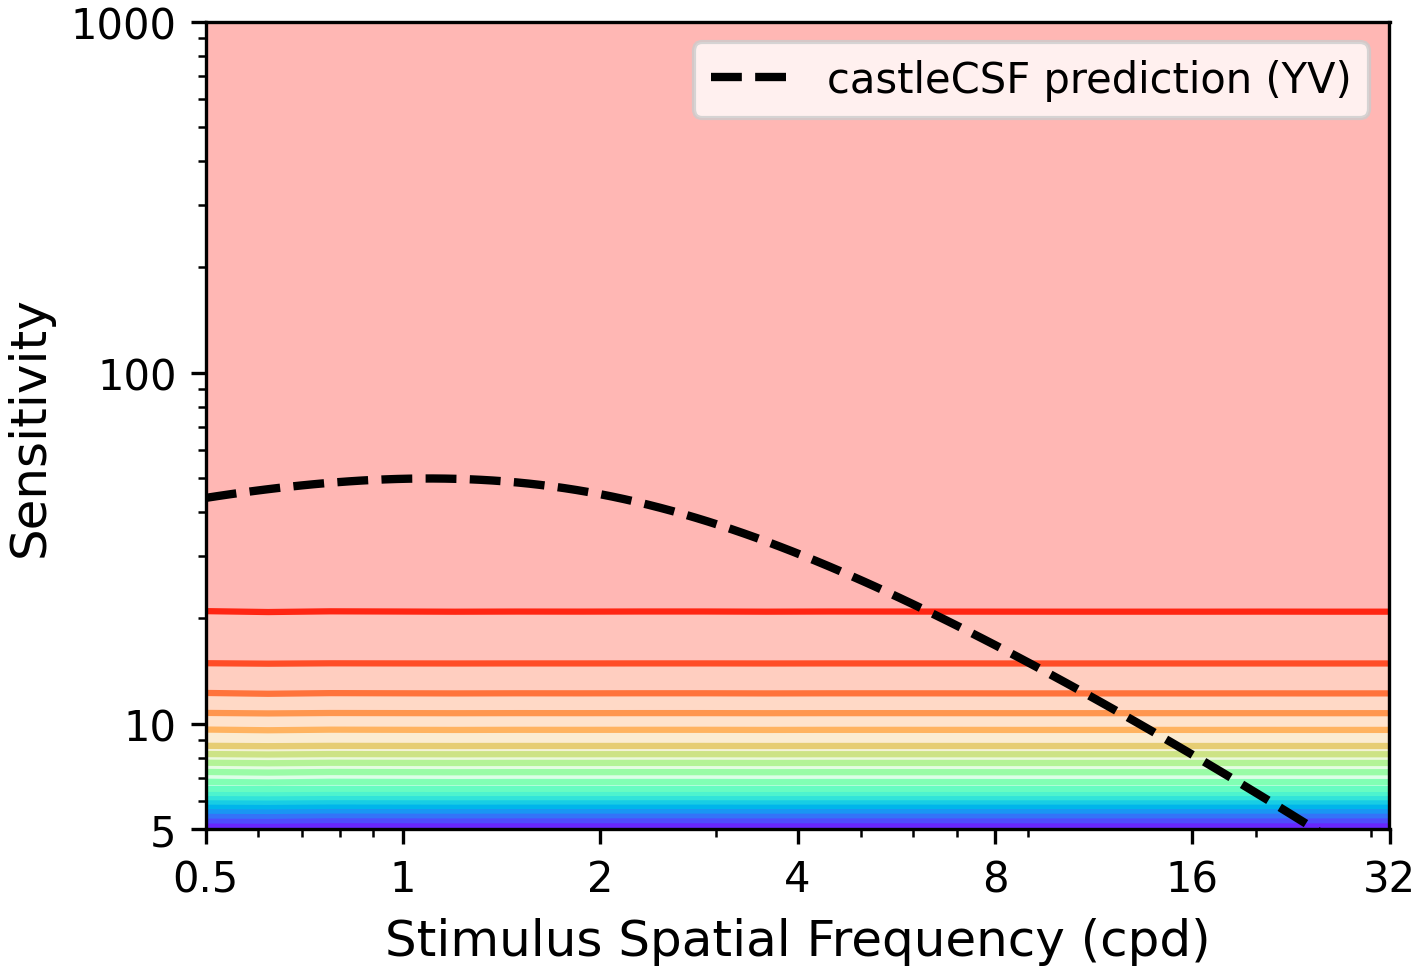 1000
100
10
5
Sensitivity
castleCSF prediction (YV)
0.5 1 2 4 8 16 32
Stimulus Spatial Frequency (cpd)